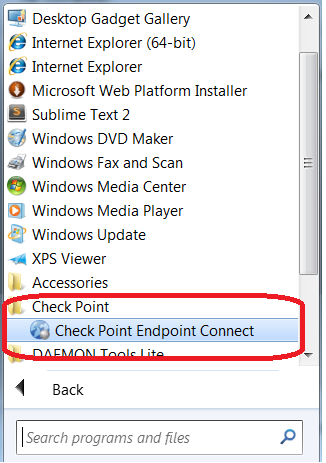 Desktop Gadget Gallery
Internet Explorer (64-bit)
Internet Explorer
Microsoft Web Platform Installer
Sublime Text 2
Windows DVD Maker
Windows Fax and Scan
Windows Media Center
Windows Media Player
Windows Update
XPS Viewer
Accessories
Check Point
Check Point Endpoint Connect
DAEMON Tools Lite
Back
Search programs and files